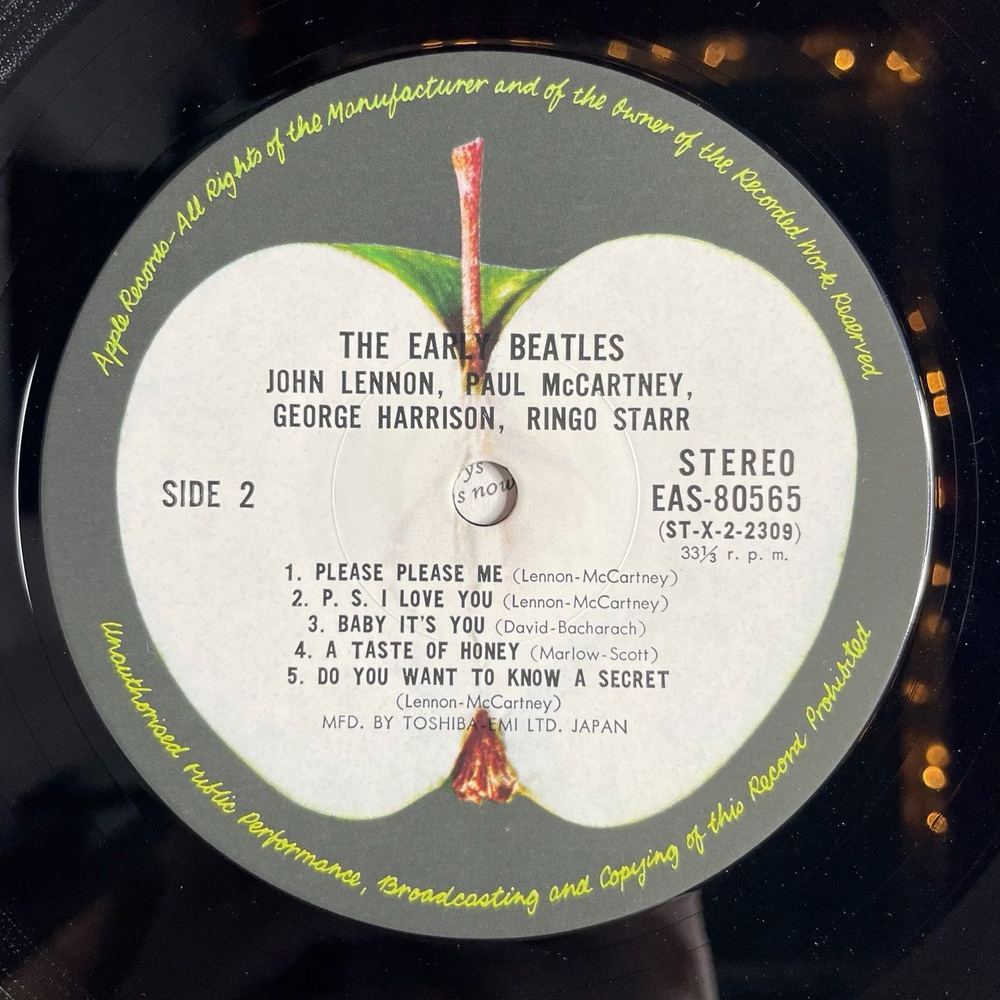 Apple Records-All Rights of the Manufacturer and of the Owner of the Recorded Work Reserved
THE EARLY BEATLES
JOHN LENNON, PAUL McCARTNEY,
GEORGE HARRISON, RINGO STARR
SIDE 2
STEREO
EAS-80565
(ST-X-2-2309)
33⅓ r. p. m.
ys
s now
1. PLEASE PLEASE ME (Lennon-McCartney)
2. P. S. I LOVE YOU (Lennon-McCartney)
3. BABY IT'S YOU (David-Bacharach)
4. A TASTE OF HONEY (Marlow-Scott)
5. DO YOU WANT TO KNOW A SECRET
(Lennon-McCartney)
MFD. BY TOSHIBA-EMI LTD. JAPAN
Unauthorised Public Performance, Broadcasting and Copying of this Record Prohibited